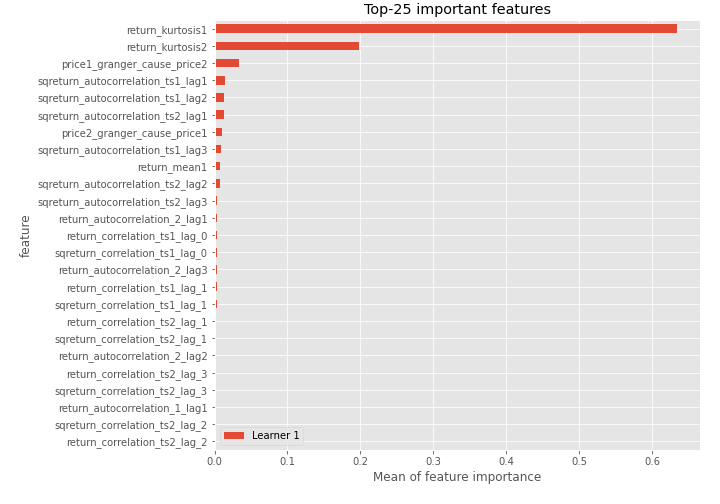 Top-25 important features
return_kurtosis1
return_kurtosis2
price1_granger_cause_price2
sqreturn_autocorrelation_ts1_lag1
sqreturn_autocorrelation_ts1_lag2
sqreturn_autocorrelation_ts2_lag1
price2_granger_cause_price1
sqreturn_autocorrelation_ts1_lag3
return_mean1
sqreturn_autocorrelation_ts2_lag2
sqreturn_autocorrelation_ts2_lag3
return_autocorrelation_2_lag1
return_correlation_ts1_lag_0
sqreturn_correlation_ts1_lag_0
return_autocorrelation_2_lag3
return_correlation_ts1_lag_1
sqreturn_correlation_ts1_lag_1
return_correlation_ts2_lag_1
sqreturn_correlation_ts2_lag_1
return_autocorrelation_2_lag2
return_correlation_ts2_lag_3
sqreturn_correlation_ts2_lag_3
return_autocorrelation_1_lag1
sqreturn_correlation_ts2_lag_2
return_correlation_ts2_lag_2
feature
Learner 1
0.0 0.1 0.2 0.3 0.4 0.5 0.6
Mean of feature importance